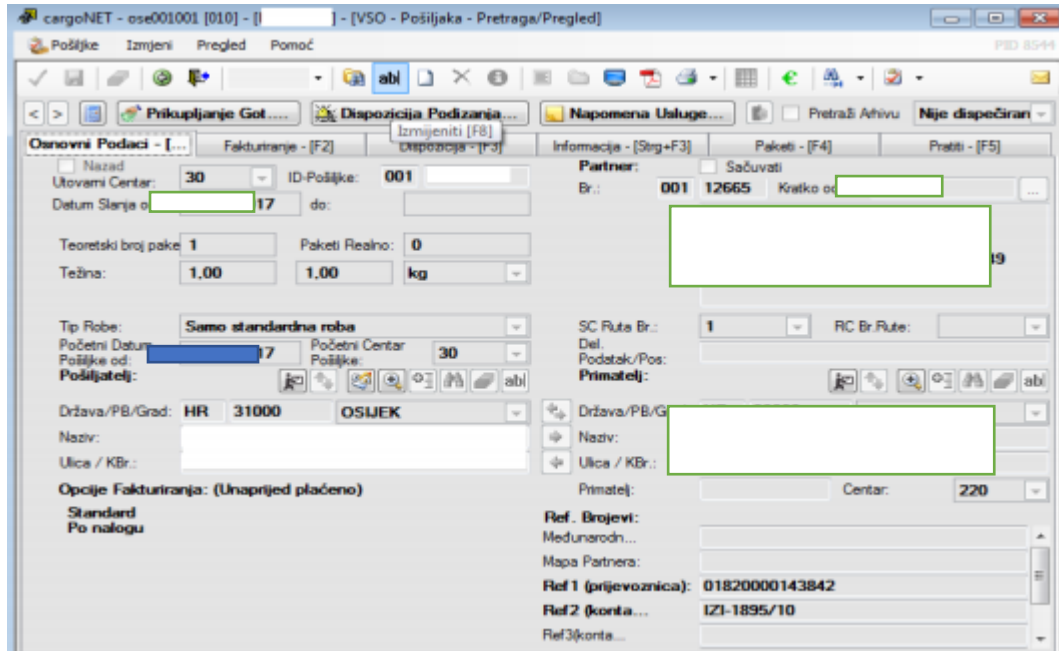 cargoNET - ose001001 [010] - [ ] - [VSO - Pošiljaka - Pretraga/Pregled]
Pošiljke Izmjeni Pregled Pomoć PID 8544
abl €
< > Prikupljanje Got.... Dispozicija Podizanja... Napomena Usluge... Pretraži Arhivu Nije dispečiran
Izmijeniti [F8]
Osnovni Podaci - [... Fakturiranje - [F2] Dispozicija - [F3] Informacija - [Strg+F3] Paketi - [F4] Pratiti - [F5]
Nazad Partner: Sačuvati
Utovarni Centar: 30 ID-Pošiljke: 001 Br.: 001 12665 Kratko oz ...
Datum Slanja o 17 do:
Teoretski broj pake 1 Paketi Realno: 0
Težina: 1,00 1,00 kg
Tip Robe: Samo standardna roba SC Ruta Br.: 1 RC Br.Rute:
Početni Datum Pošiljke od: 17 Početni Centar Pošiljke: 30 Del. Podatak/Pos:
Pošiljatelj: abl Primatelj: abl
Država/PB/Grad: HR 31000 OSIJEK Država/PB/G
Naziv: Naziv:
Ulica / KBr.: Ulica / KBr.:
Opcije Fakturiranja: (Unaprijed plaćeno) Primatelj: Centar: 220
Standard
Po nalogu
Ref. Brojevi:
Međunarodn...
Mapa Partnera:
Ref1 (prijevoznica): 01820000143842
Ref2 (konta... IZI-1895/10
Ref3(konta...